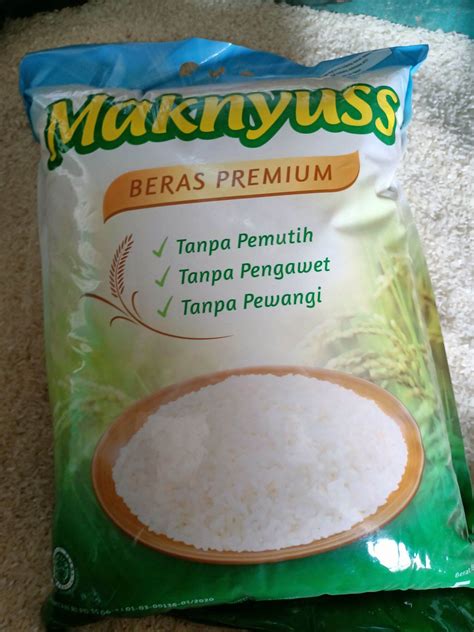 Maknyuss
BERAS PREMIUM
Tanpa Pemutih
Tanpa Pengawet
Tanpa Pewangi